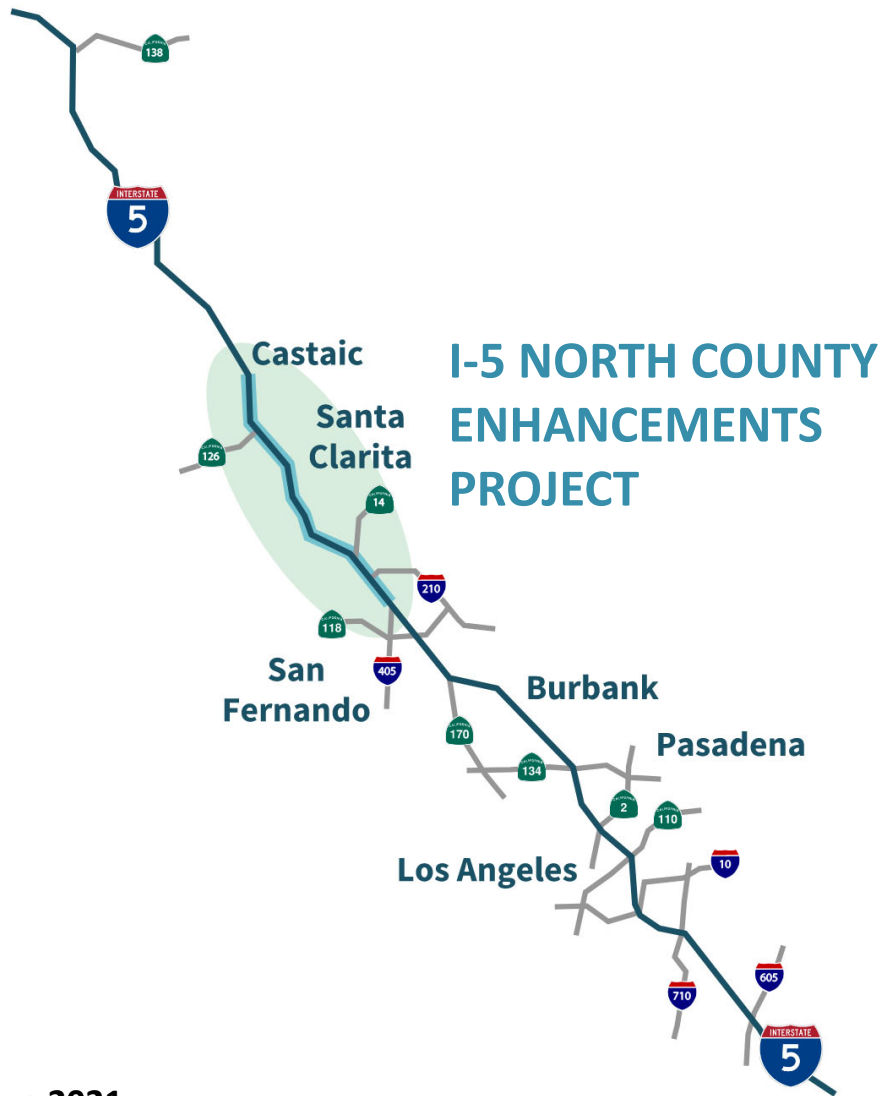 138
INTERSTATE
5
Castaic
I-5 NORTH COUNTY
ENHANCEMENTS
PROJECT
Santa
Clarita
126
14
210
118
San
Fernando
405
Burbank
170
Pasadena
134
2
110
Los Angeles
10
605
710
INTERSTATE
5
2021